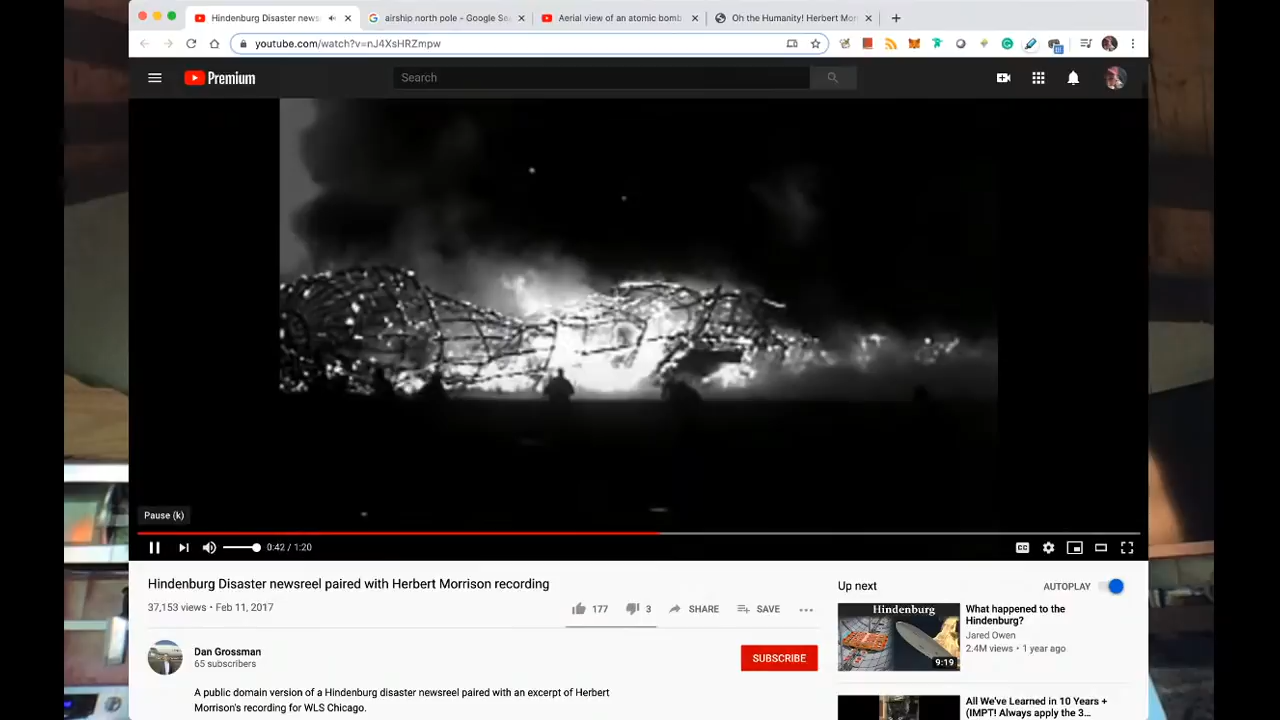 Hindenburg Disaster newsr
airship north pole - Google Se
Aerial view of an atomic bomb
Oh the Humanity! Herbert Mor
youtube.com/watch?v=nJ4XsHRZmpw
Premium
Search
Pause (k)
0:42 / 1:20
CC
Hindenburg Disaster newsreel paired with Herbert Morrison recording
37,153 views • Feb 11, 2017
177
3
SHARE
SAVE
Dan Grossman
65 subscribers
SUBSCRIBE
A public domain version of a Hindenburg disaster newsreel paired with an excerpt of Herbert
Morrison's recording for WLS Chicago.
Up next
AUTOPLAY
Hindenburg
9:19
What happened to the
Hindenburg?
Jared Owen
2.4M views • 1 year ago
All We've Learned in 10 Years +
(IMPT! Always apply the 3...